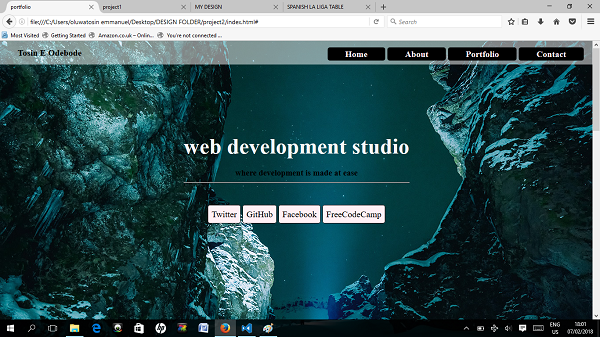 portfolio
project1
MY DESIGN
SPANISH LA LIGA TABLE
file:///C:/Users/oluwatosin emmanuel/Desktop/DESIGN FOLDER/project2/index.html#
Search
Most Visited
Getting Started
Amazon.co.uk – Onlin...
You're not connected ...
Tosin E Odebode
Home
About
Portfolio
Contact
web development studio
where development is made at ease
Twitter
GitHub
Facebook
FreeCodeCamp
ENG
US
18:01
07/02/2018